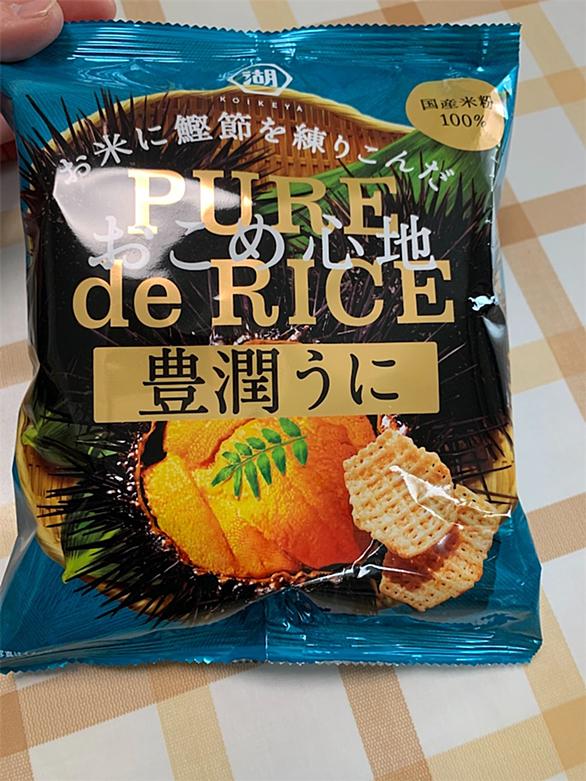 湖
KOIKEYA
国産米粉
100%
お米に鰹節を練りこんだ
PURE
おこめ心地
de RICE
豊潤うに